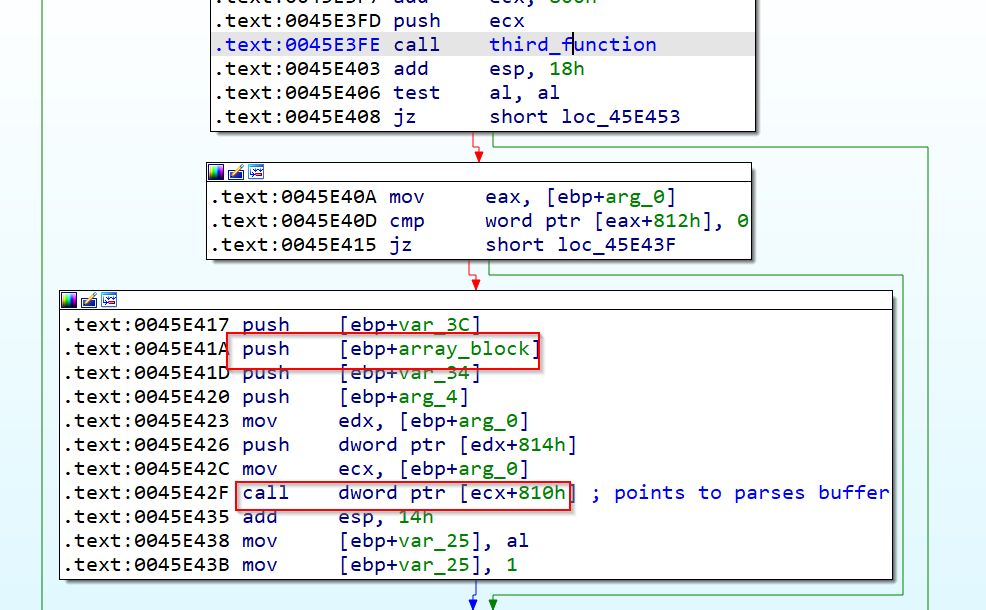 .text:0045E3FD push ecx
.text:0045E3FE call third_function
.text:0045E403 add esp, 18h
.text:0045E406 test al, al
.text:0045E408 jz short loc_45E453
.text:0045E40A mov eax, [ebp+arg_0]
.text:0045E40D cmp word ptr [eax+812h], 0
.text:0045E415 jz short loc_45E43F
.text:0045E417 push [ebp+var_3C]
.text:0045E41A push [ebp+array_block]
.text:0045E41D push [ebp+var_34]
.text:0045E420 push [ebp+arg_4]
.text:0045E423 mov edx, [ebp+arg_0]
.text:0045E426 push dword ptr [edx+814h]
.text:0045E42C mov ecx, [ebp+arg_0]
.text:0045E42F call dword ptr [ecx+810h] ; points to parses buffer
.text:0045E435 add esp, 14h
.text:0045E438 mov [ebp+var_25], al
.text:0045E43B mov [ebp+var_25], 1